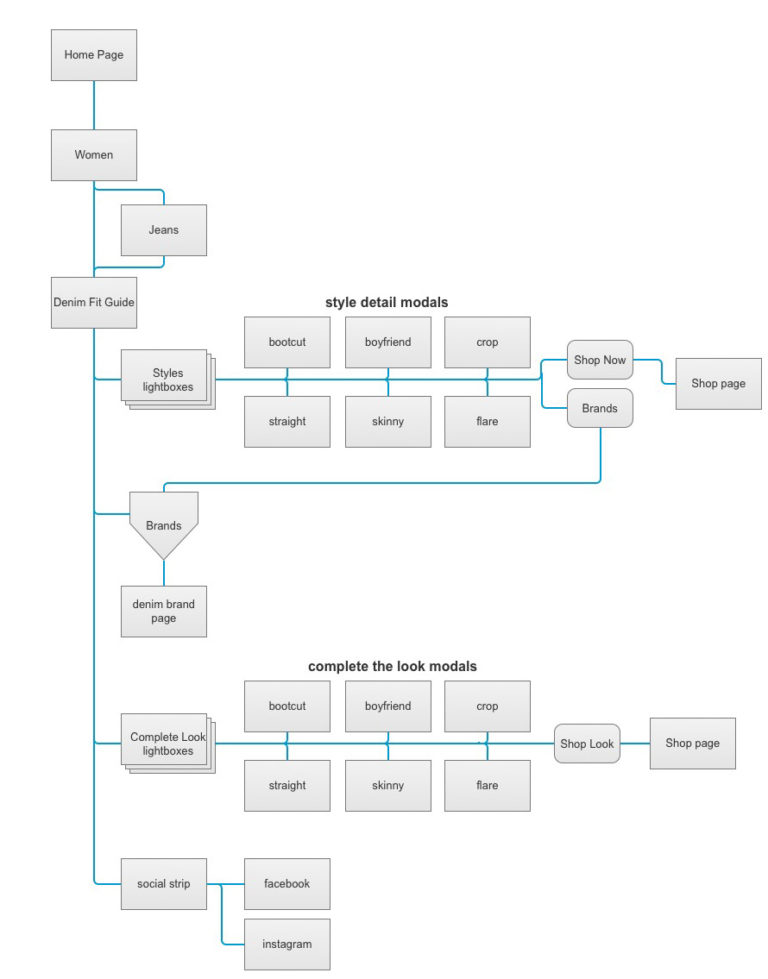 Home Page
Women
Jeans
Denim Fit Guide
style detail modals
bootcut
boyfriend
crop
Styles
lightboxes
straight
skinny
flare
Shop Now
Shop page
Brands
Brands
denim brand
page
complete the look modals
bootcut
boyfriend
crop
Complete Look
lightboxes
straight
skinny
flare
Shop Look
Shop page
social strip
facebook
instagram